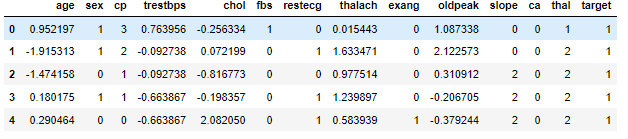 age sex cp trestbps chol fbs restecg thalach exang oldpeak slope ca thal target
0 0.952197 1 3 0.763956 -0.256334 1 0 0.015443 0 1.087338 0 0 1 1
1 -1.915313 1 2 -0.092738 0.072199 0 1 1.633471 0 2.122573 0 0 2 1
2 -1.474158 0 1 -0.092738 -0.816773 0 0 0.977514 0 0.310912 2 0 2 1
3 0.180175 1 1 -0.663867 -0.198357 0 1 1.239897 0 -0.206705 2 0 2 1
4 0.290464 0 0 -0.663867 2.082050 0 1 0.583939 1 -0.379244 2 0 2 1